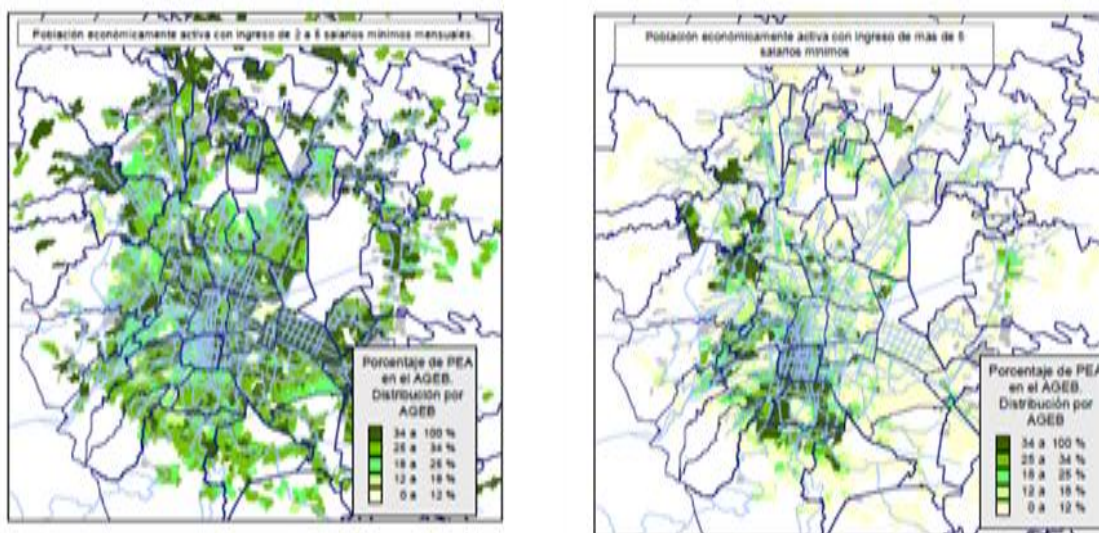 Población económicamente activa con ingreso de 2 a 5 salarios mínimos mensuales.
Porcentaje de PEA
en el AGEB.
Distribución por
AGEB
34 a 100 %
25 a 34 %
18 a 25 %
12 a 18 %
0 a 12 %
Población económicamente activa con ingreso de más de 5
salarios mínimos
Porcentaje de PEA
en el AGEB.
Distribución por
AGEB
34 a 100 %
25 a 34 %
18 a 25 %
12 a 18 %
0 a 12 %